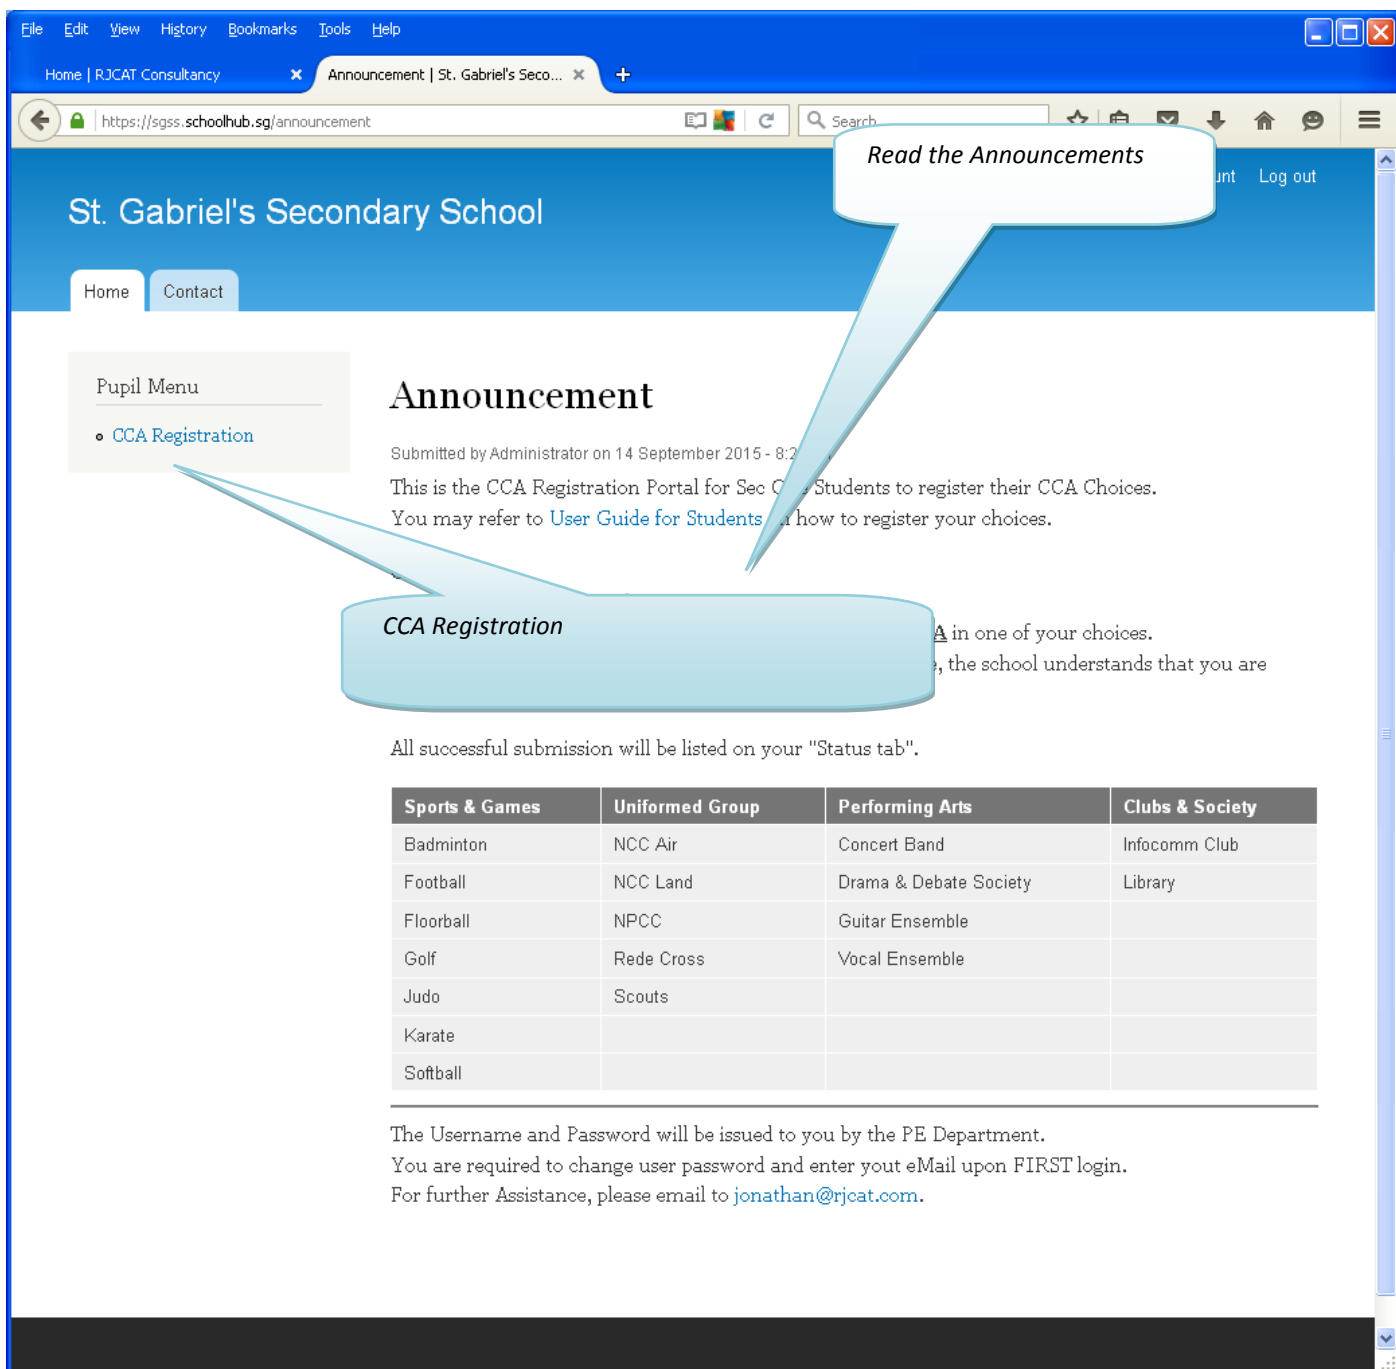 File Edit View History Bookmarks Tools Help
Home | RJCAT Consultancy
Announcement | St. Gabriel's Seco...
https://sgss.schoolhub.sg/announcement
Search
Read the Announcements
Log out
St. Gabriel's Secondary School
Home Contact
Pupil Menu
CCA Registration
Announcement
Submitted by Administrator on 14 September 2015 -
This is the CCA Registration Portal for Sec Students to register their CCA Choices.
You may refer to User Guide for Students how to register your choices.
CCA Registration
in one of your choices.
the school understands that you are
All successful submission will be listed on your "Status tab".
Sports & Games Uniformed Group Performing Arts Clubs & Society
Badminton NCC Air Concert Band Infocomm Club
Football NCC Land Drama & Debate Society Library
Floorball NPCC Guitar Ensemble
Golf Rede Cross Vocal Ensemble
Judo Scouts
Karate
Softball
The Username and Password will be issued to you by the PE Department.
You are required to change user password and enter yout eMail upon FIRST login.
For further Assistance, please email to jonathan@rjcat.com.